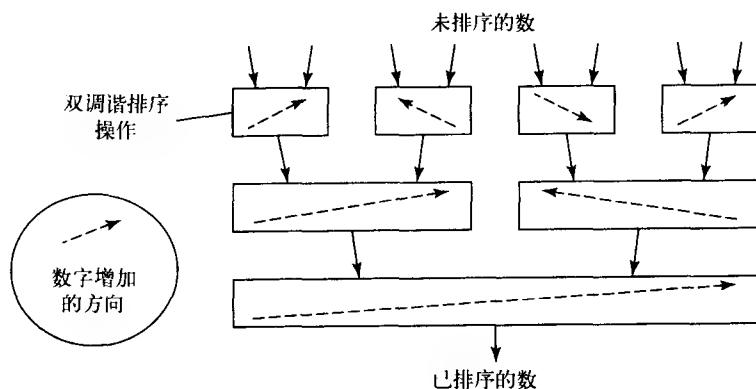 未排序的数
双调谐排序
操作
数字增加
的方向
已排序的数